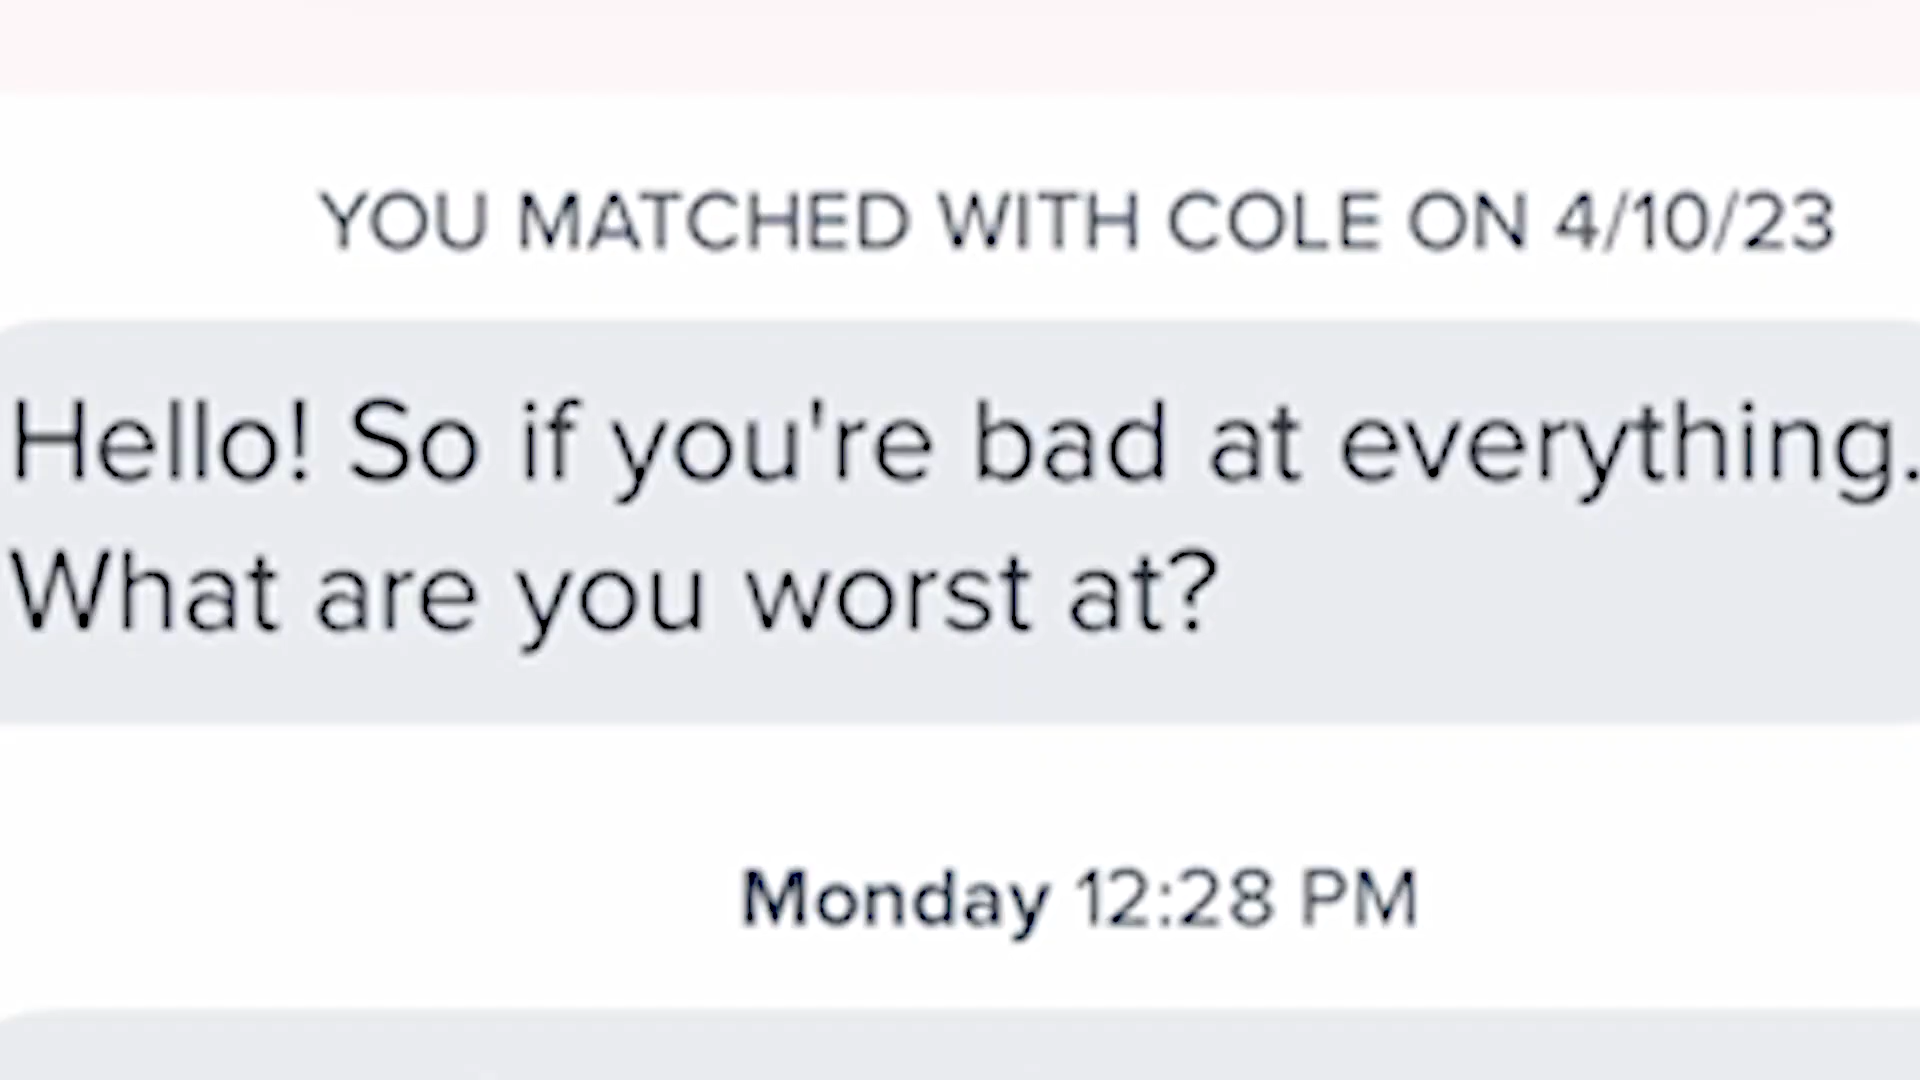 YOU MATCHED WITH COLE ON 4/10/23
Hello! So if you're bad at everything.
What are you worst at?
Monday 12:28 PM